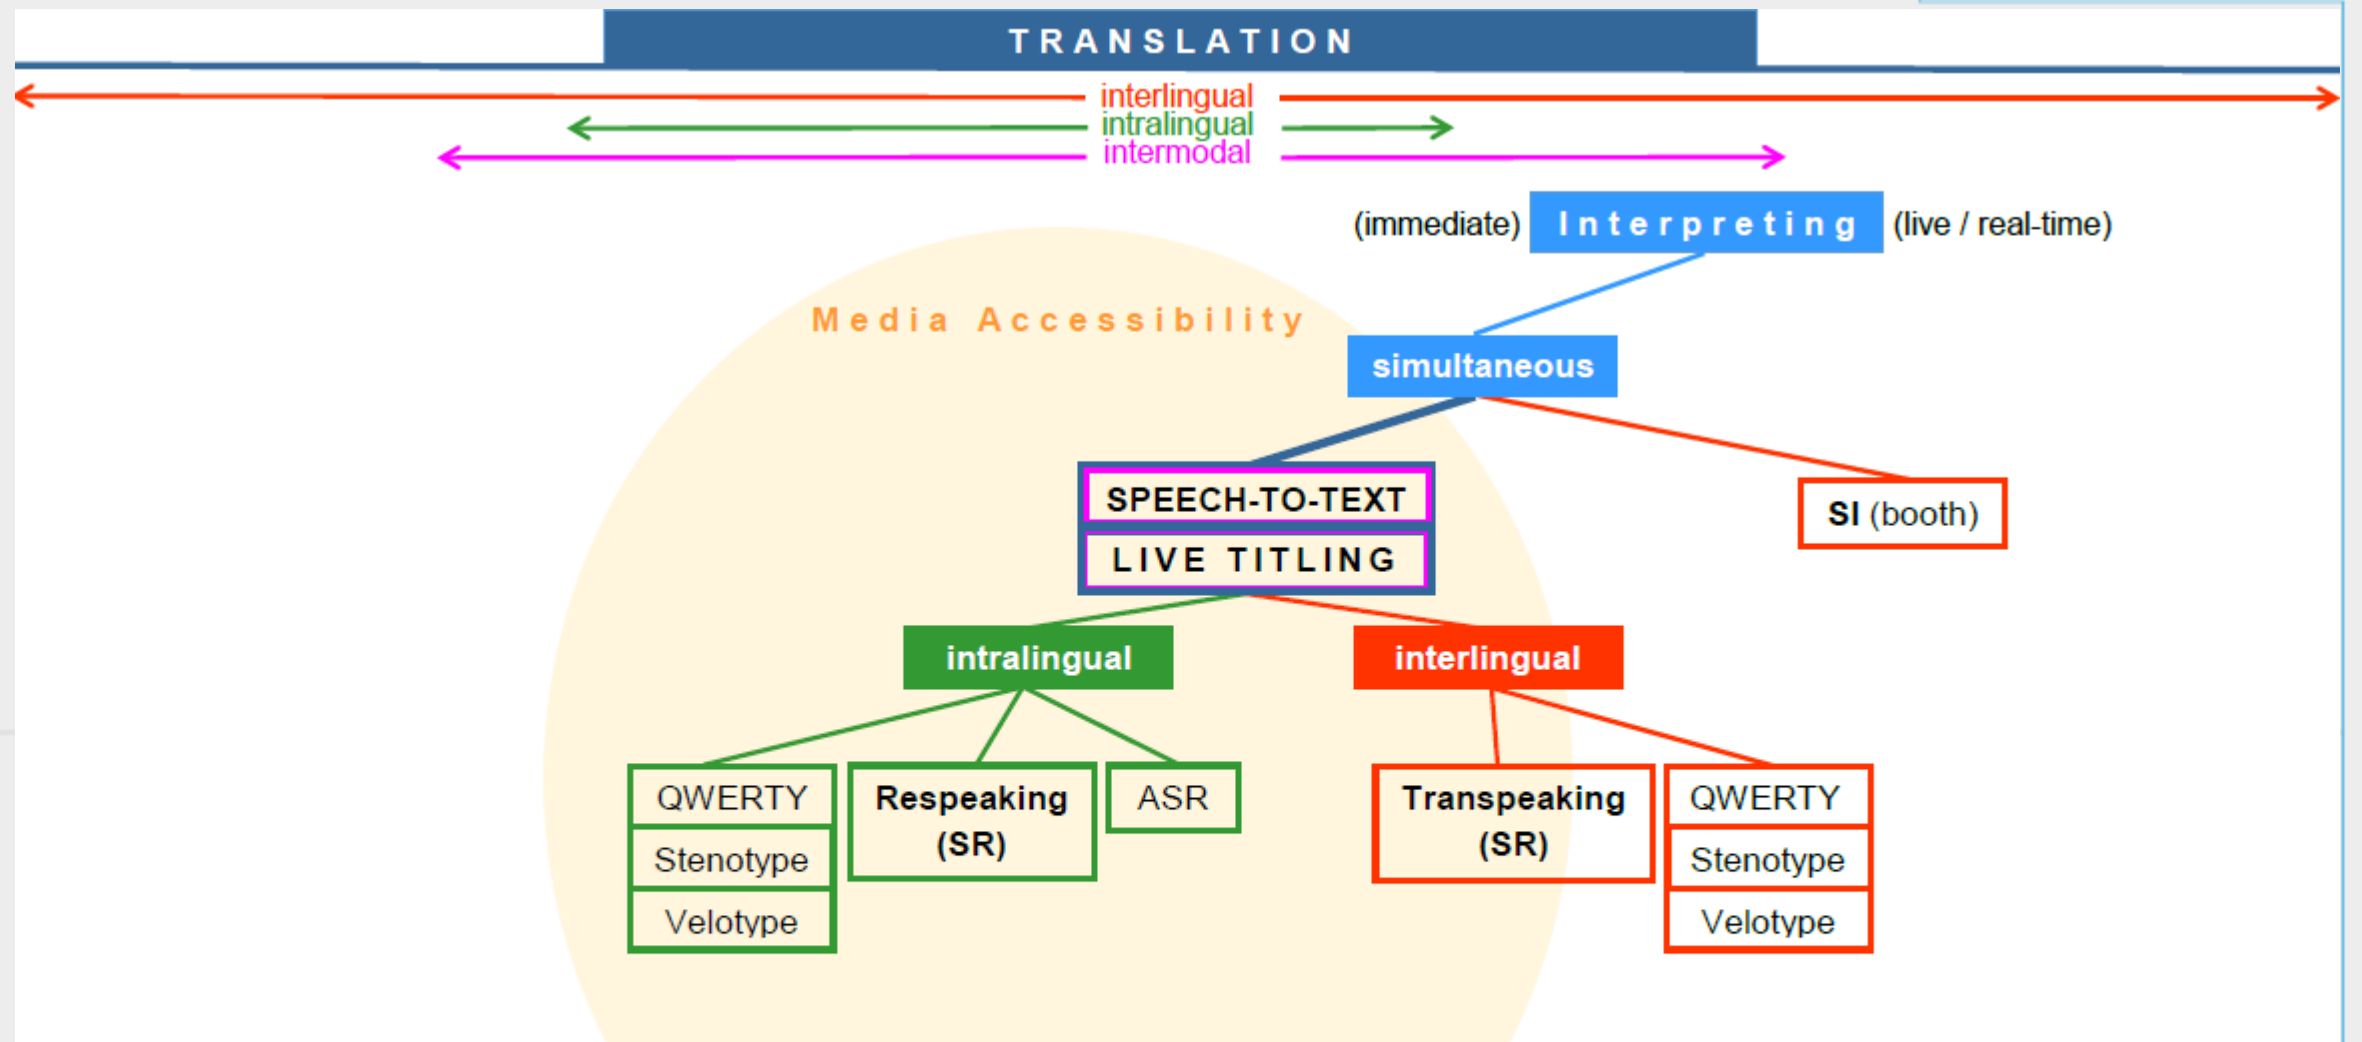 TRANSLATION
interlingual
intralingual
intermodal
(immediate) Interpreting (live / real-time)
Media Accessibility
simultaneous
SPEECH-TO-TEXT
SI (booth)
LIVE TITLING
intralingual
interlingual
QWERTY
Stenotype
Velotype
Respeaking
(SR)
ASR
Transpeaking
(SR)
QWERTY
Stenotype
Velotype